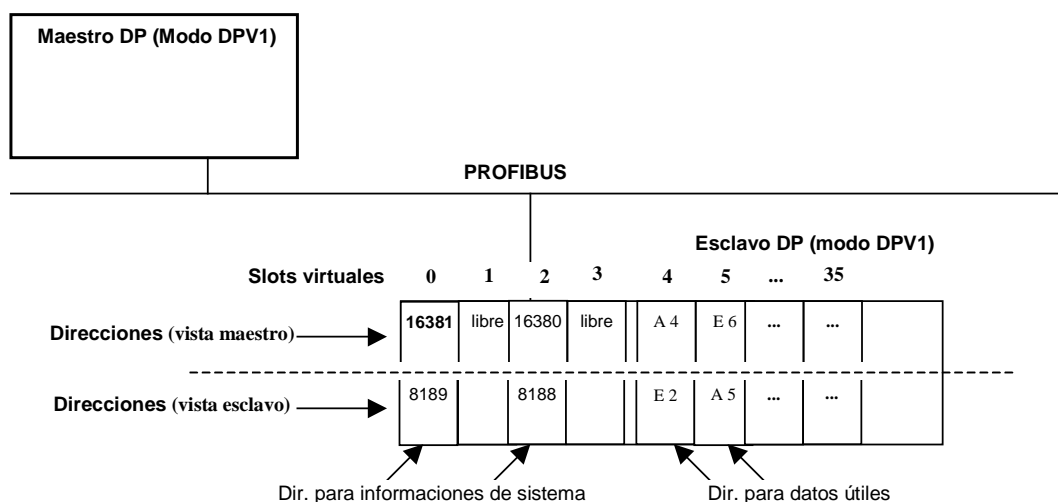 Maestro DP (Modo DPV1)
PROFIBUS
Esclavo DP (modo DPV1)
Slots virtuales 0 1 2 3 4 5 ... 35
Direcciones (vista maestro) 16381 libre 16380 libre A 4 E 6 ... ...
Direcciones (vista esclavo) 8189 8188 E 2 A 5 ... ...
Dir. para informaciones de sistema Dir. para datos útiles